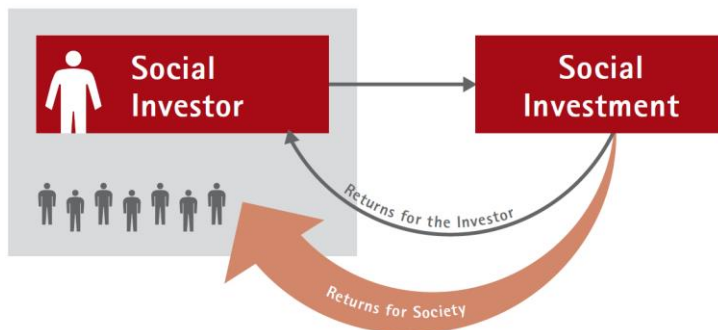 Social
Investor
Social
Investment
Returns for the Investor
Returns for Society